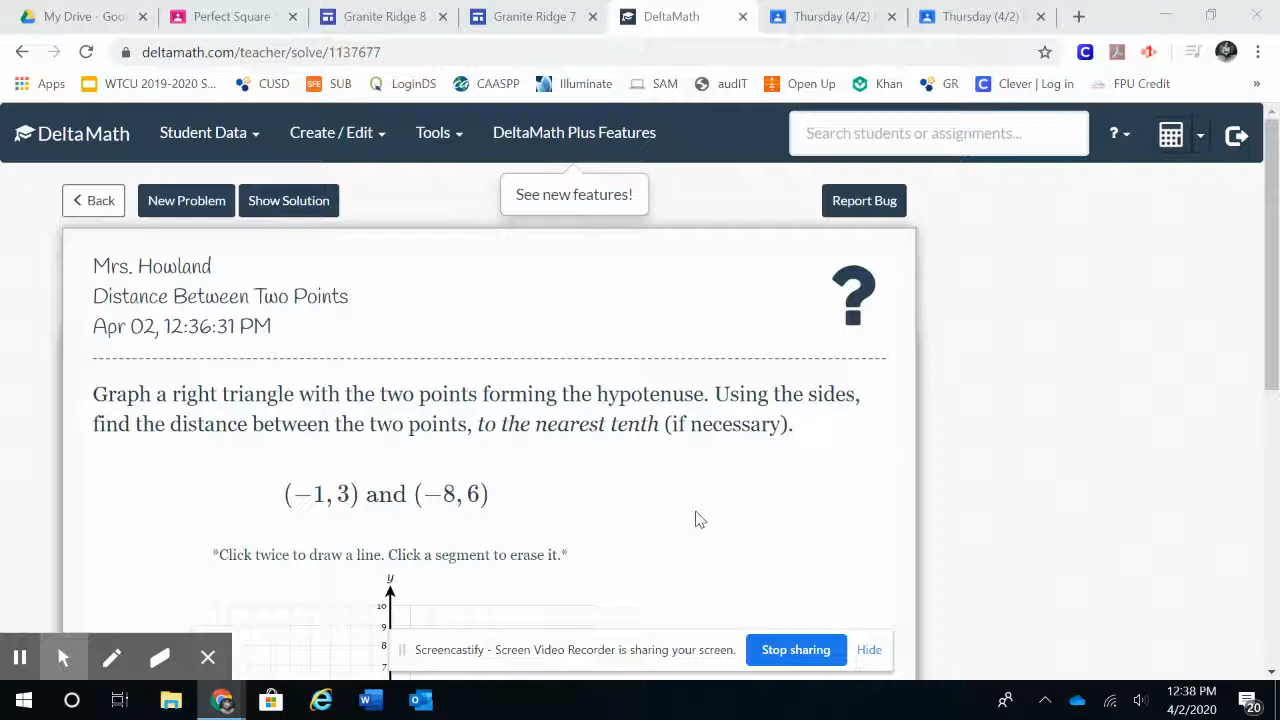 My Drive - Goo
Perfect Square
Granite Ridge 8
Granite Ridge 7
DeltaMath
Thursday (4/2)
Thursday (4/2)
deltamath.com/teacher/solve/1137677
Apps
WTCU 2019-2020 S...
CUSD
SUB
LoginDS
CAASPP
Illuminate
SAM
audIT
Open Up
Khan
GR
Clever | Log in
FPU Credit
»
DeltaMath
Student Data
Create / Edit
Tools
DeltaMath Plus Features
Search students or assignments...
?
See new features!
Back
New Problem
Show Solution
Report Bug
Mrs. Howland
Distance Between Two Points
Apr 02, 12:36:31 PM
?
Graph a right triangle with the two points forming the hypotenuse. Using the sides,
find the distance between the two points, to the nearest tenth (if necessary).
(−1, 3) and (−8, 6)
*Click twice to draw a line. Click a segment to erase it.*
y
10
9
8
7
Screencastify - Screen Video Recorder is sharing your screen.
Stop sharing
Hide
12:38 PM
4/2/2020
20